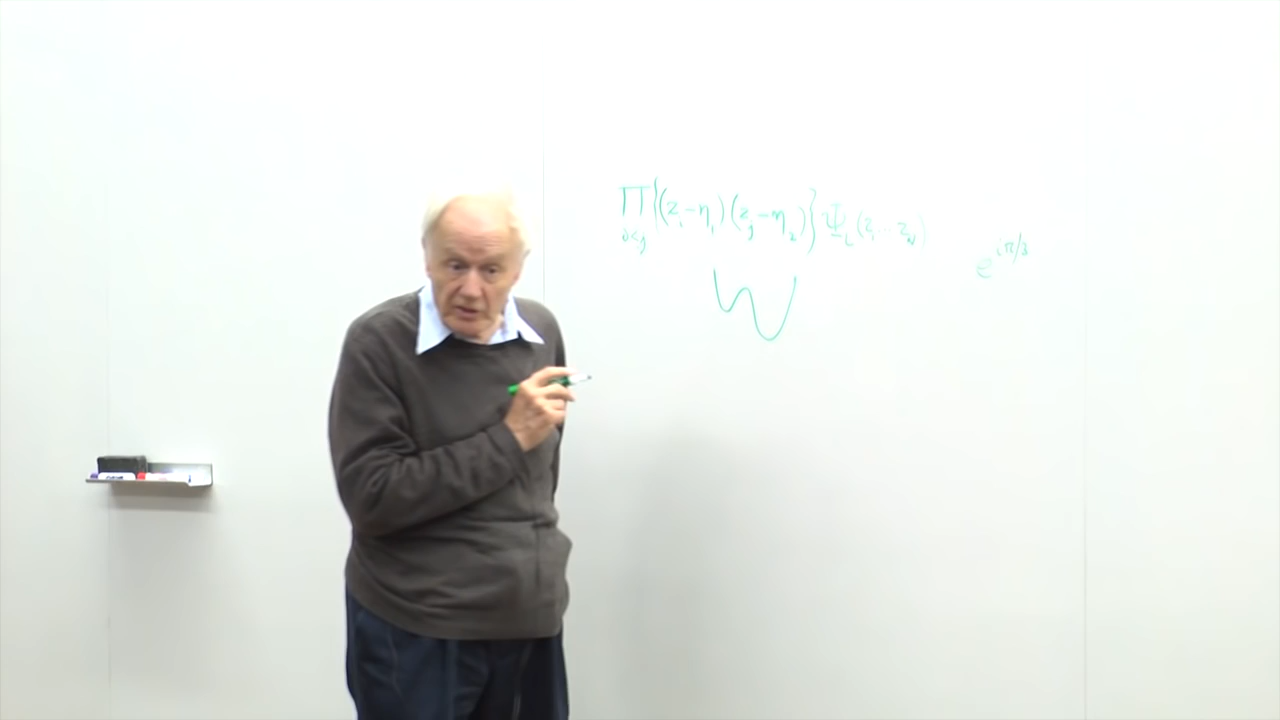 ∏_{i<j} {(z_i - η_1)(z_j - η_2)} Ψ_L (z_1 ... z_N)
e^{iπ/3}